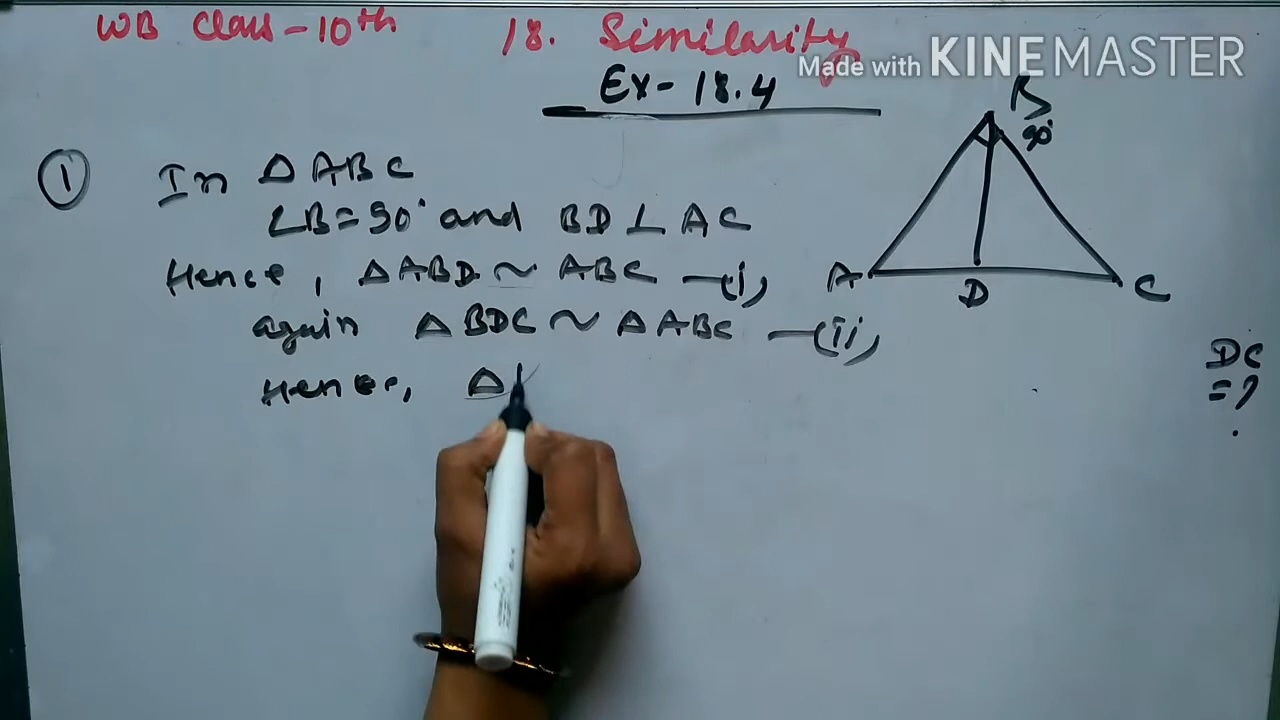 WB Class-10th 18. Similarity
Made with KINEMASTER
Ex-18.4
B
90°
① In △ ABC
∠B=90° and BD⊥AC
Hence, △ABD ~ ABC —(i)
A D C
again △BDC ~ △ABC —(ii)
DC
=?
Hence, △